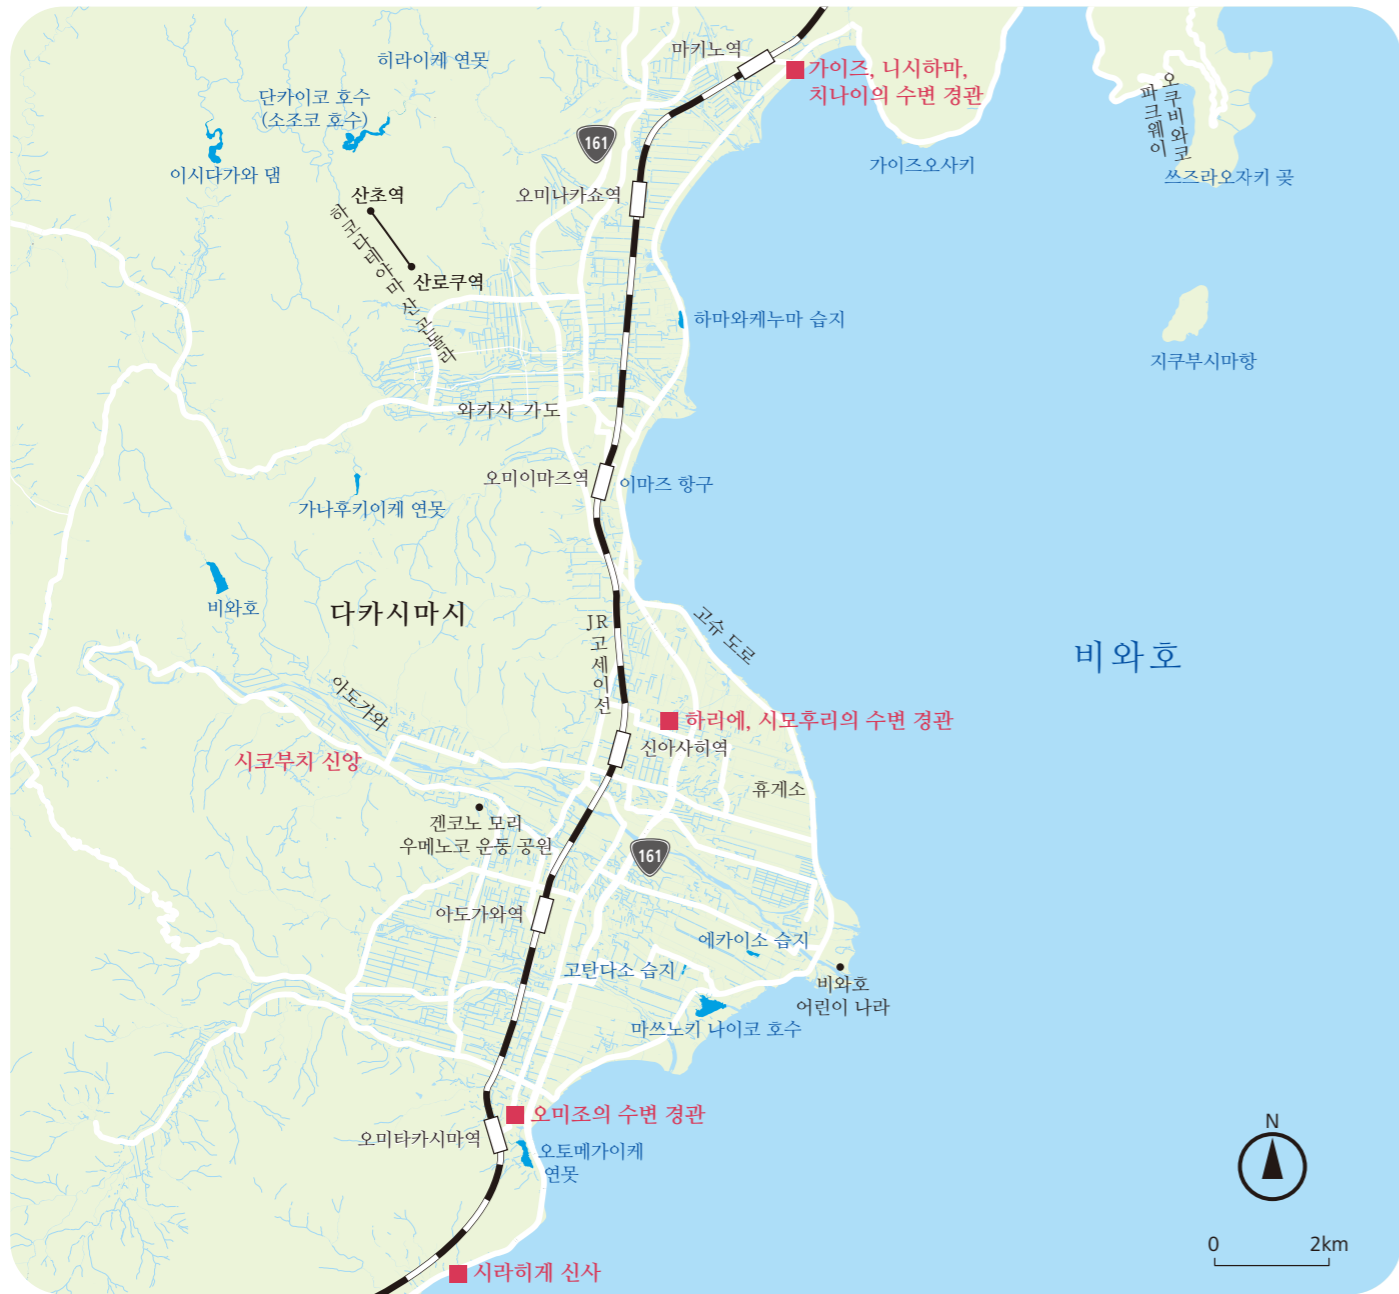 마키노역
가이즈, 니시하마,
치나이의 수변 경관
히라이케 연못
단카이코 호수
(소조코 호수)
161
오쿠비와코
파크웨이
이시다가와 댐
가이즈오사키
쓰즈라오자키 곶
산초역
오미나카쇼역
하코다테야마 산 곤돌라
산로쿠역
하마와케누마 습지
지쿠부시마항
와카사 가도
오미이마즈역
이마즈 항구
가나후키이케 연못
비와호
다카시마시
JR고세이선
고슈 도로
비와호
아도가와
하리에, 시모후리의 수변 경관
신아사히역
시코부치 신앙
휴게소
겐코노 모리
우메노코 운동 공원
161
아도가와역
에카이소 습지
고탄다소 습지
비와호
어린이 나라
마쓰노키 나이코 호수
오미조의 수변 경관
오미타카시마역
오토메가이케
연못
N
0 2km
시라히게 신사